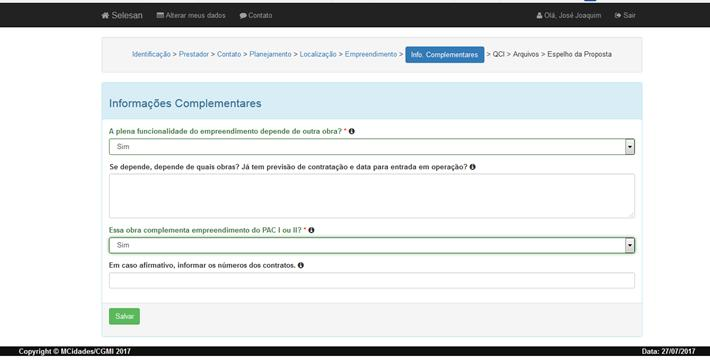 Selesan Alterar meus dados Contato Olá, José Joaquim Sair
Identificação > Prestador > Contato > Planejamento > Localização > Empreendimento > Info. Complementares > QCI > Arquivos > Espelho da Proposta
Informações Complementares
A plena funcionalidade do empreendimento depende de outra obra? *
Sim
Se depende, depende de quais obras? Já tem previsão de contratação e data para entrada em operação?
Essa obra complementa empreendimento do PAC I ou II? *
Sim
Em caso afirmativo, informar os números dos contratos.
Salvar
Copyright © MCidades/CGMI 2017 Data: 27/07/2017